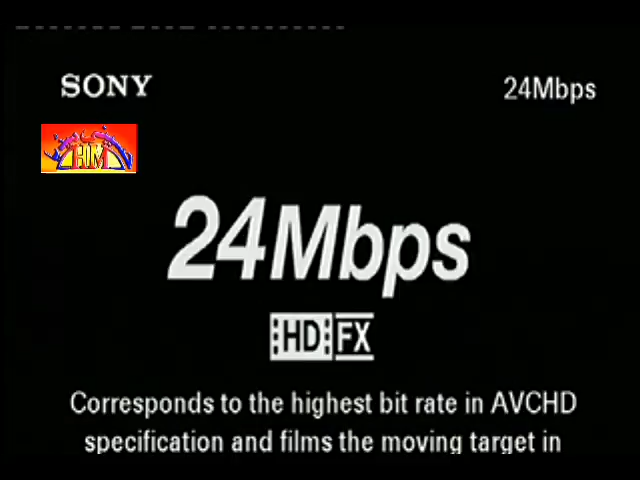 SONY
24Mbps
HM
24Mbps
HD FX
Corresponds to the highest bit rate in AVCHD
specification and films the moving target in